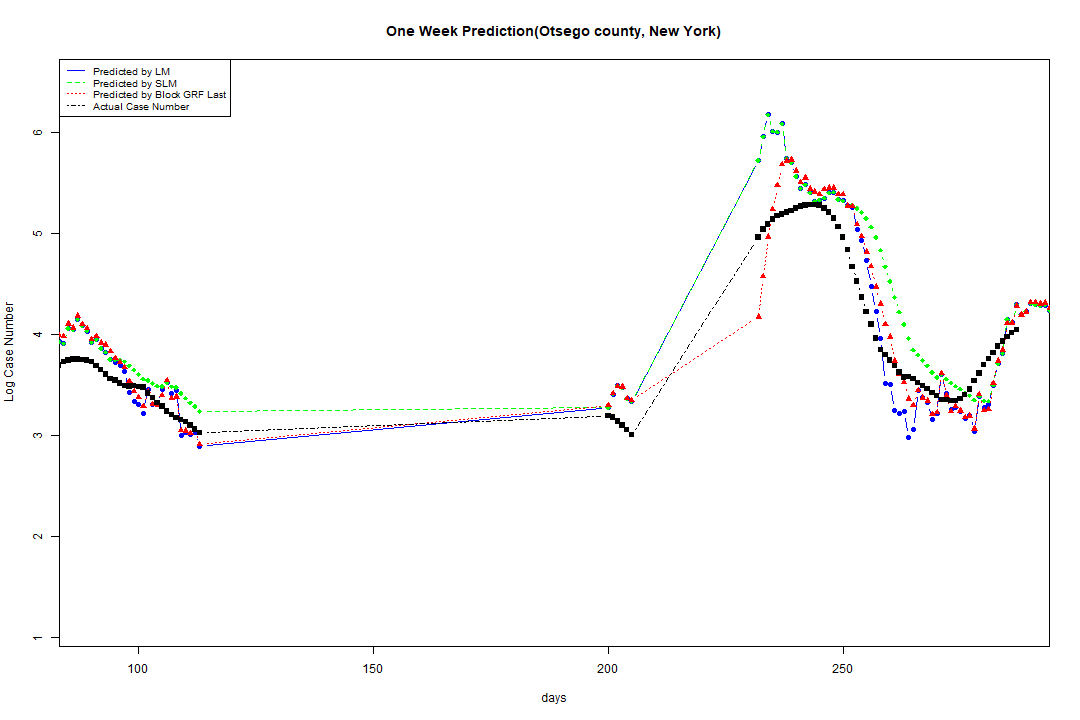 One Week Prediction(Otsego county, New York)
Predicted by LM
Predicted by SLM
Predicted by Block GRF Last
Actual Case Number
Log Case Number
6
5
4
3
2
1
100 150 200 250
days